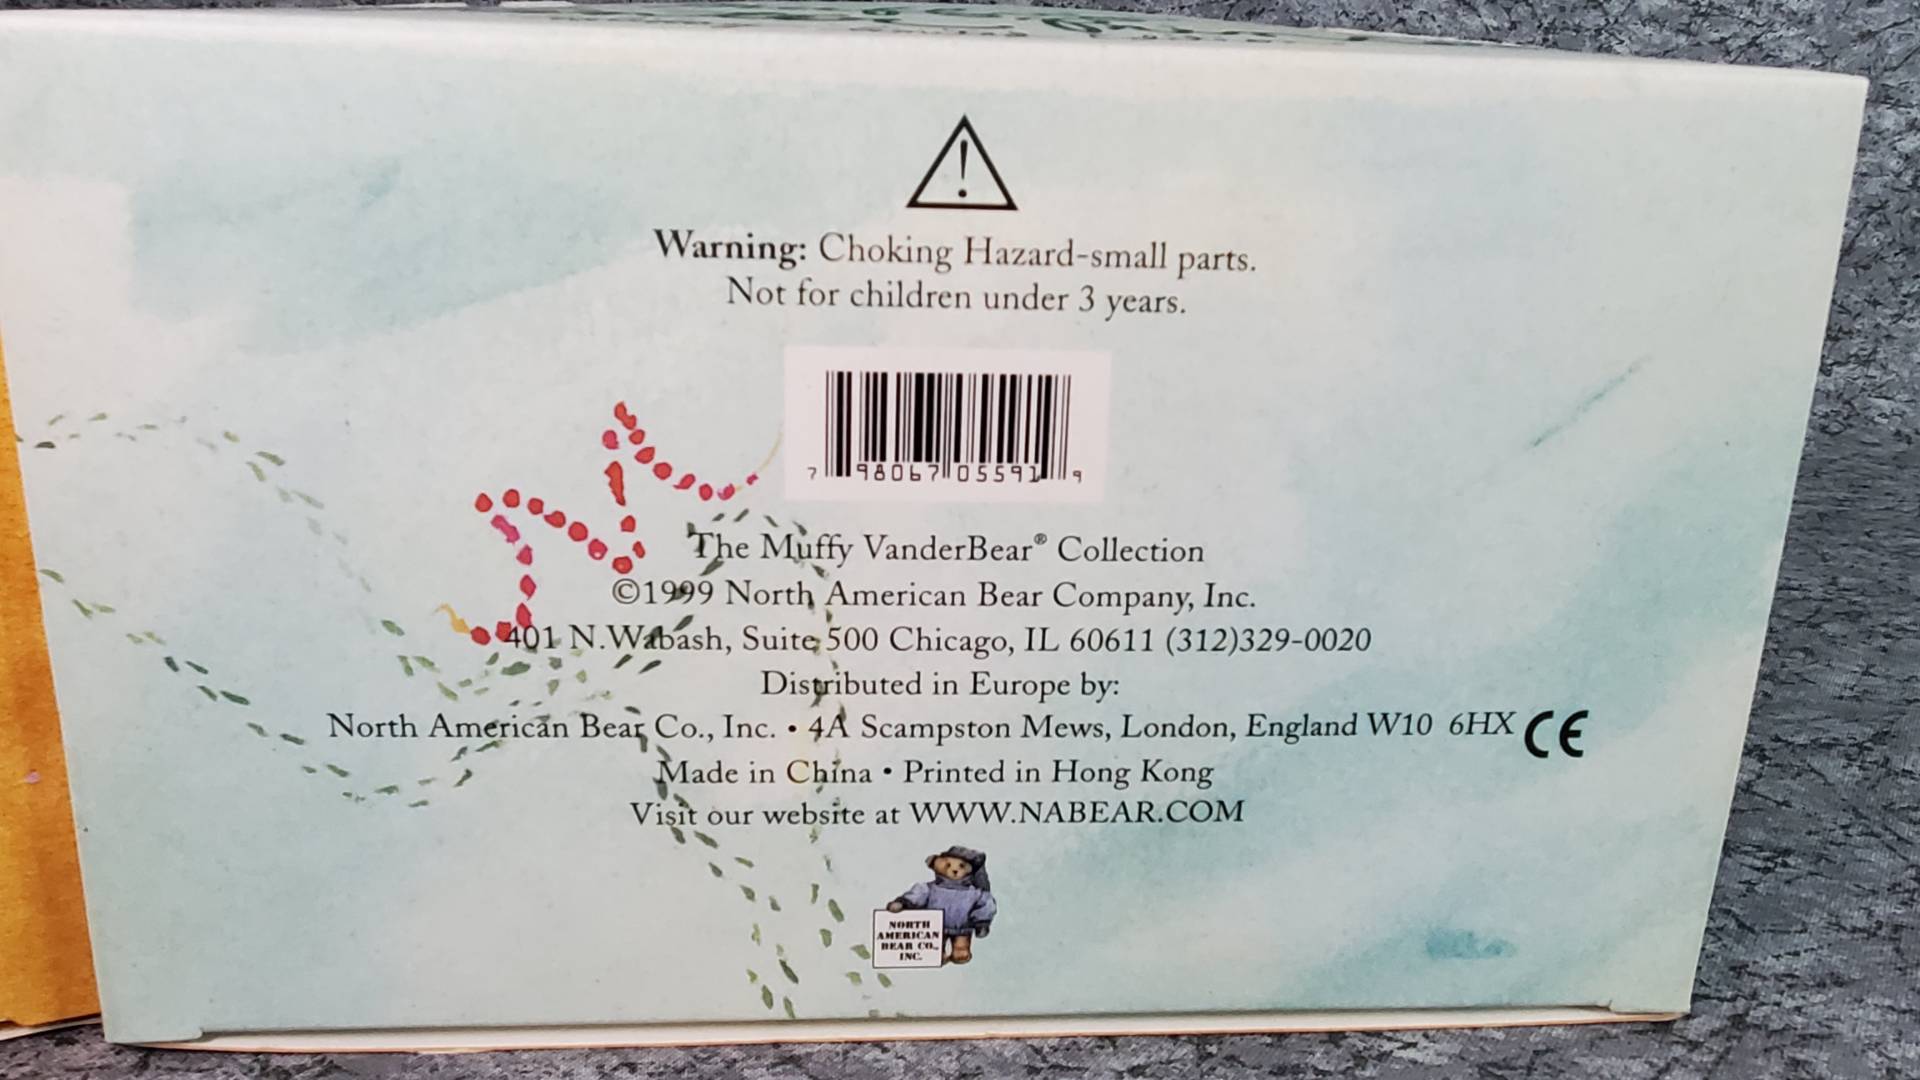 Warning: Choking Hazard-small parts.
Not for children under 3 years.
7 98067 05591 9
The Muffy VanderBear® Collection
©1999 North American Bear Company, Inc.
401 N.Wabash, Suite 500 Chicago, IL 60611 (312)329-0020
Distributed in Europe by:
North American Bear Co., Inc. • 4A Scampston Mews, London, England W10 6HX CE
Made in China • Printed in Hong Kong
Visit our website at WWW.NABEAR.COM
NORTH
AMERICAN
BEAR CO.,
INC.